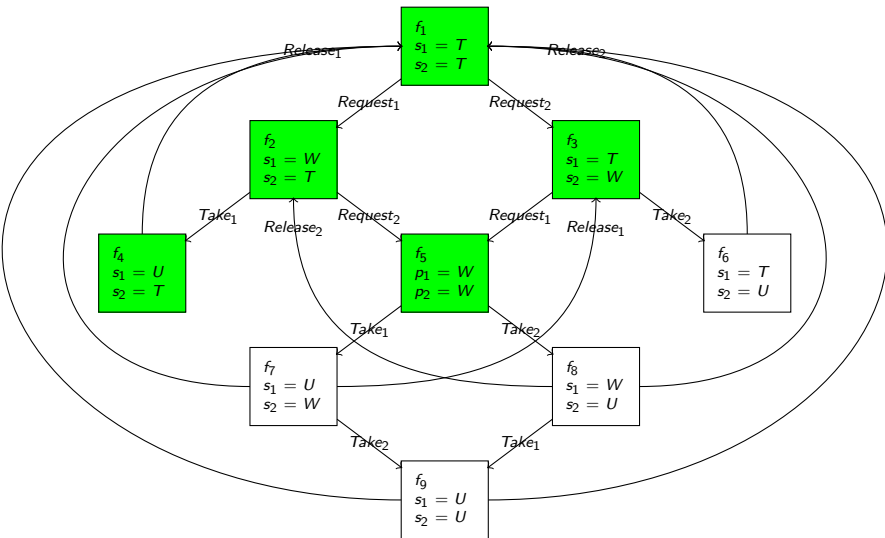 f1
s1 = T
s2 = T
Release1
Release2
Request1
Request2
f2
s1 = W
s2 = T
f3
s1 = T
s2 = W
Take1
Request2
Request1
Take2
Release2
Release1
f4
s1 = U
s2 = T
f5
p1 = W
p2 = W
f6
s1 = T
s2 = U
Take1
Take2
f7
s1 = U
s2 = W
f8
s1 = W
s2 = U
Take2
Take1
f9
s1 = U
s2 = U